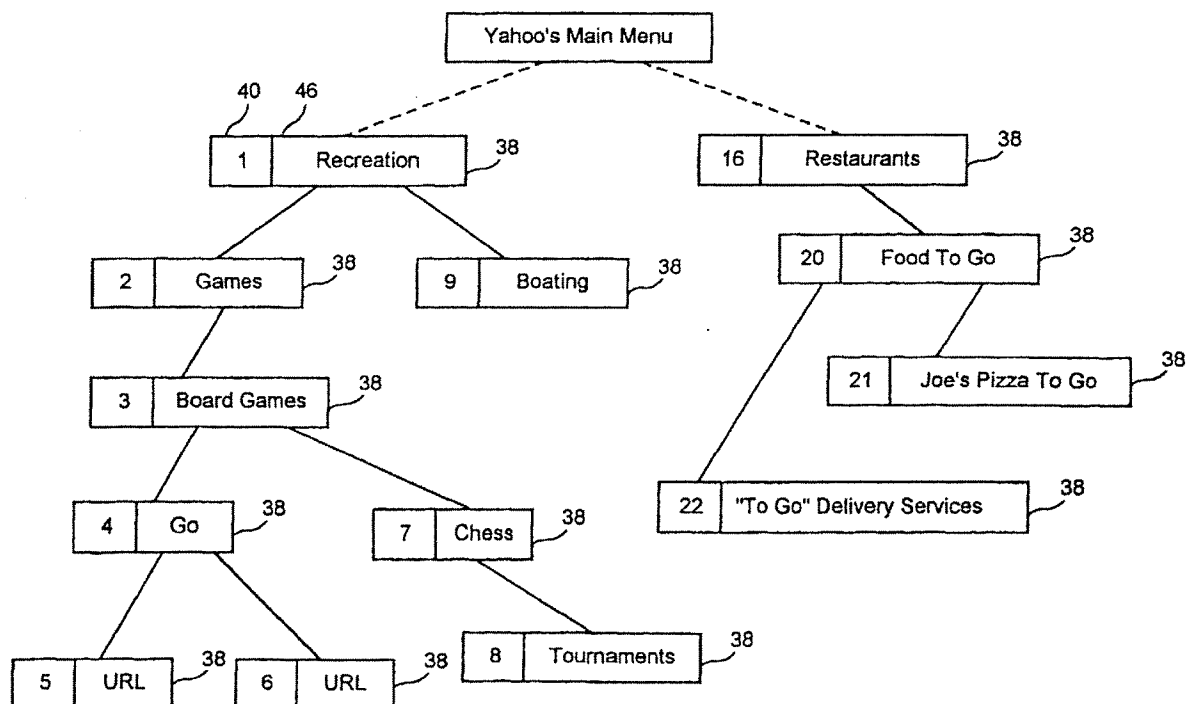 Yahoo's Main Menu
40 46
1 Recreation 38
16 Restaurants 38
2 Games 38
9 Boating 38
20 Food To Go 38
3 Board Games 38
21 Joe's Pizza To Go 38
4 Go 38
7 Chess 38
22 "To Go" Delivery Services 38
5 URL 38
6 URL 38
8 Tournaments 38